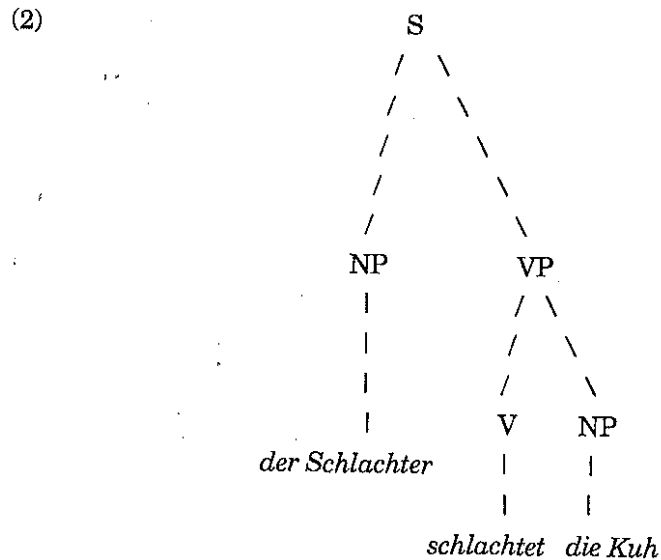 (2)
S
NP VP
V NP
der Schlachter
schlachtet die Kuh